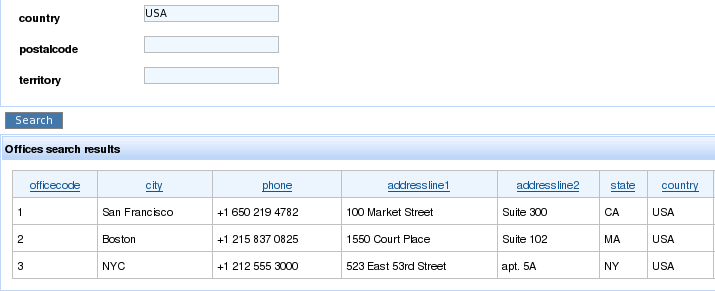 country USA
postalcode
territory
Search
Offices search results
officecode city phone addressline1 addressline2 state country
1 San Francisco +1 650 219 4782 100 Market Street Suite 300 CA USA
2 Boston +1 215 837 0825 1550 Court Place Suite 102 MA USA
3 NYC +1 212 555 3000 523 East 53rd Street apt. 5A NY USA